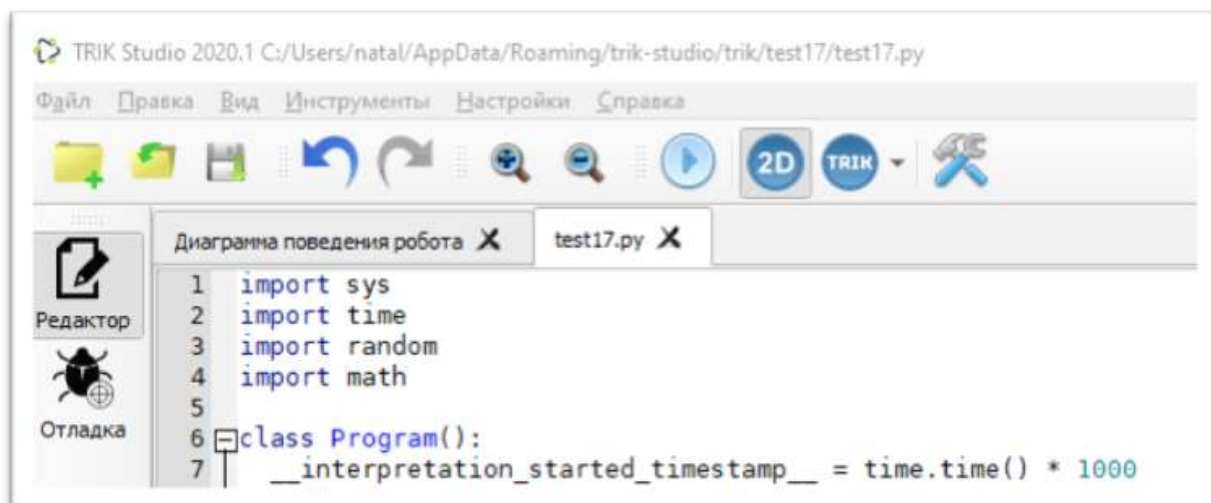 TRIK Studio 2020.1 C:/Users/natal/AppData/Roaming/trik-studio/trik/test17/test17.py
Файл Правка Вид Инструменты Настройки Справка
2D TRIK
Диаграмма поведения робота X test17.py X
Редактор
Отладка
1 import sys
2 import time
3 import random
4 import math
5
6 class Program():
7 __interpretation_started_timestamp__ = time.time() * 1000